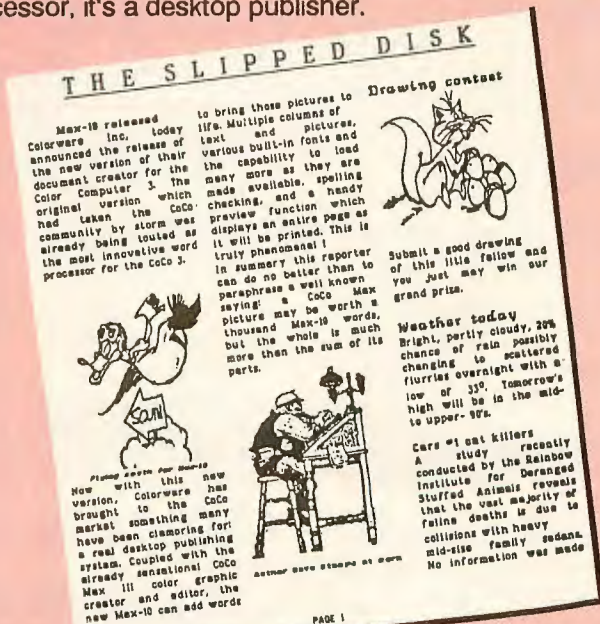 cessor, it's a desktop publisher.
THE SLIPPED DISK
Max-10 released
Colorware Inc. today
announced the release of
the new version of their
document creator for the
Color Computer 3. The
original version which
had taken the CoCo
community by storm was
already being touted as
the most innovative word
processor for the CoCo 3.
South
Flying South for Max-10
Now with this new
version, Colorware has
brought to the CoCo
market something many
have been clamoring for:
a real desktop publishing
system. Coupled with the
already sensational CoCo
Max III color graphic
creator and editor, the
new Max-10 can add words
to bring those pictures to
life. Multiple columns of
text and pictures,
various built-in fonts and
the capability to load
many more as they are
made available, spelling
checking, and a handy
preview function which
displays an entire page as
it will be printed. This is
truly phenomenal !
In summary this reporter
can do no better than to
paraphrase a well known
saying: a CoCo Max
picture may be worth a
thousand Max-10 words,
but the whole is much
more than the sum of its
parts.
Author Dave Stampe at work
Drawing contest
Submit a good drawing
of this little fellow and
you just may win our
grand prize.
Weather today
Bright, partly cloudy, 20%
chance of rain possibly
changing to scattered
flurries overnight with a
low of 33º. Tomorrow's
high will be in the mid-
to upper- 90's.
Cars #1 cat killers
A study recently
conducted by the Rainbow
Institute for Deranged
Stuffed Animals reveals
that the vast majority of
feline deaths is due to
collisions with heavy
mid-size family sedans.
No information was made
PAGE 1